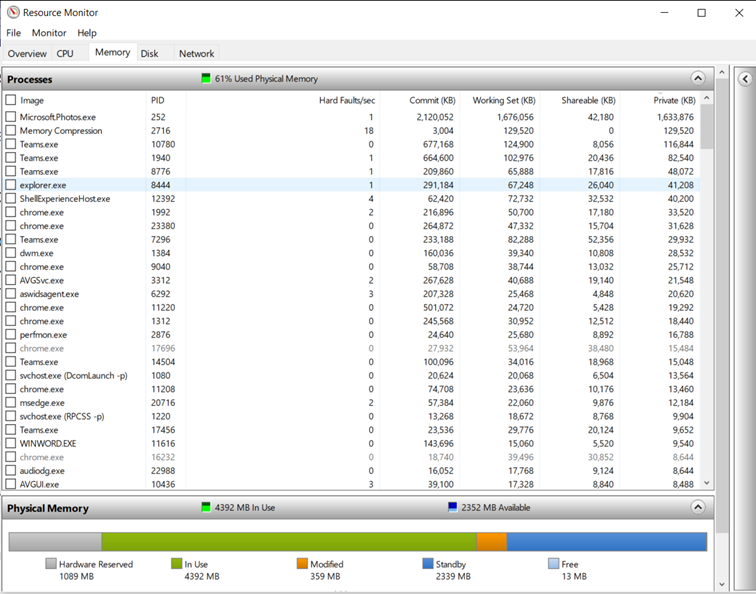 Resource Monitor
File Monitor Help
Overview CPU Memory Disk Network
Processes 61% Used Physical Memory
Image PID Hard Faults/sec Commit (KB) Working Set (KB) Shareable (KB) Private (KB)
Microsoft.Photos.exe 252 1 2,120,052 1,676,056 42,180 1,633,876
Memory Compression 2716 18 3,004 129,520 0 129,520
Teams.exe 10780 0 677,168 124,900 8,056 116,844
Teams.exe 1940 1 664,600 102,976 20,436 82,540
Teams.exe 8776 1 209,860 65,888 17,816 48,072
explorer.exe 8444 1 291,184 67,248 26,040 41,208
ShellExperienceHost.exe 12392 4 62,420 72,732 32,532 40,200
chrome.exe 1992 2 216,896 50,700 17,180 33,520
chrome.exe 23380 0 264,872 47,332 15,704 31,628
Teams.exe 7296 0 233,188 82,288 52,356 29,932
dwm.exe 1384 0 160,036 39,340 10,808 28,532
chrome.exe 9040 0 58,708 38,744 13,032 25,712
AVGSvc.exe 3312 2 267,628 40,688 19,140 21,548
aswidsagent.exe 6292 3 207,328 25,468 4,848 20,620
chrome.exe 11220 0 501,072 24,720 5,428 19,292
chrome.exe 1312 0 245,568 30,952 12,512 18,440
perfmon.exe 2876 0 24,640 25,680 8,892 16,788
chrome.exe 17696 0 27,932 53,964 38,480 15,484
Teams.exe 14504 0 100,096 34,016 18,968 15,048
svchost.exe (DcomLaunch -p) 1080 0 20,624 20,068 6,504 13,564
chrome.exe 11208 0 74,708 23,636 10,176 13,460
msedge.exe 20716 2 57,384 22,060 9,876 12,184
svchost.exe (RPCSS -p) 1220 0 13,268 18,672 8,768 9,904
Teams.exe 17456 0 23,536 29,776 20,124 9,652
WINWORD.EXE 11616 0 143,696 15,060 5,520 9,540
chrome.exe 16232 0 18,740 39,496 30,852 8,644
audiodg.exe 22988 0 16,052 17,768 9,124 8,644
AVGUI.exe 10436 3 39,100 17,328 8,840 8,488
Physical Memory 4392 MB In Use 2352 MB Available
Hardware Reserved In Use Modified Standby Free
1089 MB 4392 MB 359 MB 2339 MB 13 MB